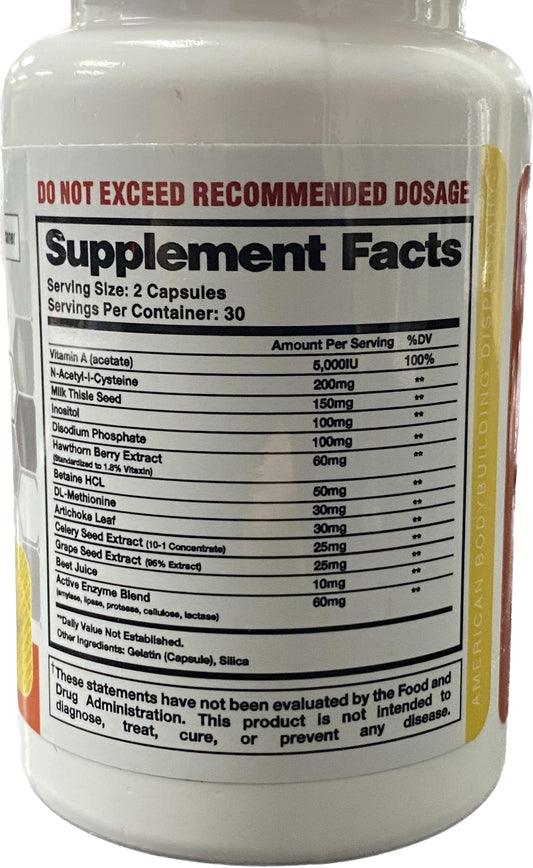 DO NOT EXCEED RECOMMENDED DOSAGE
Supplement Facts
Serving Size: 2 Capsules
Servings Per Container: 30
Amount Per Serving %DV
Vitamin A (acetate) 5,000IU 100%
N-Acetyl-l-Cysteine 200mg **
Milk Thisle Seed 150mg **
Inositol 100mg **
Disodium Phosphate 100mg **
Hawthorn Berry Extract 60mg **
(Standardized to 1.8% Vitexin)
Betaine HCL 50mg **
DL-Methionine 30mg **
Artichoke Leaf 30mg **
Celery Seed Extract (10-1 Concentrate) 25mg **
Grape Seed Extract (95% Extract) 25mg **
Beet Juice 10mg **
Active Enzyme Blend 60mg
(amylase, lipase, protease, cellulose, lactase)
**Daily Value Not Established.
Other Ingredients: Gelatin (Capsule), Silica
†These statements have not been evaluated by the Food and
Drug Administration. This product is not intended to
diagnose, treat, cure, or prevent any disease.
AMERICAN BODYBUILDING DISPENSARY